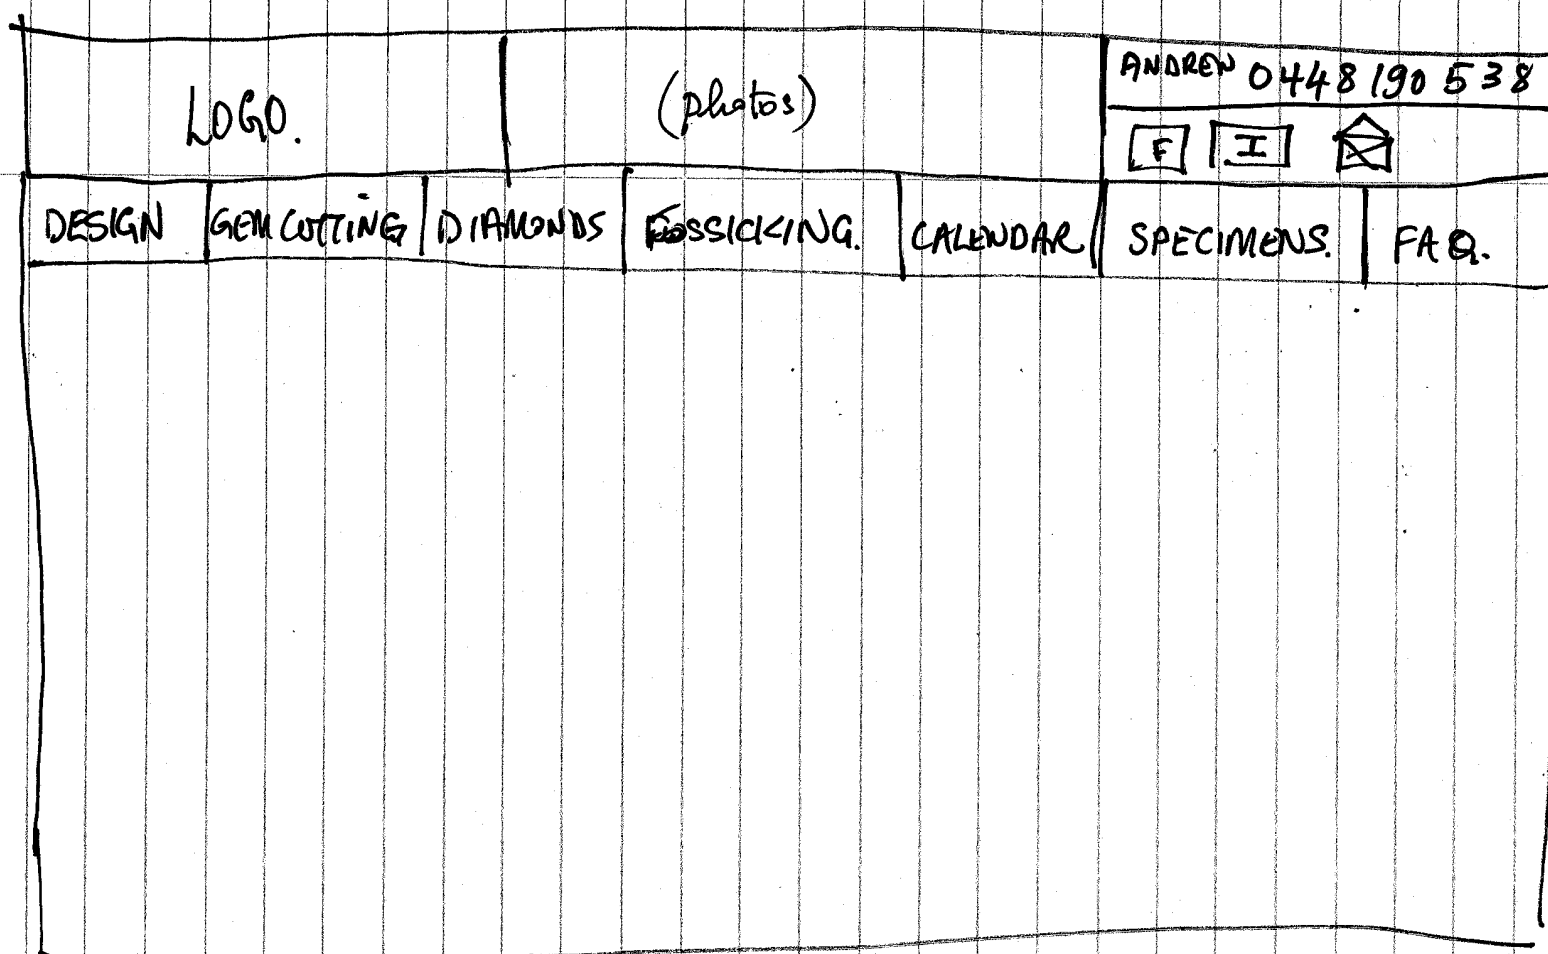 LOGO.
(photos)
ANDREW 0448 190 538
F I
DESIGN GEM CUTTING DIAMONDS FOSSICKING. CALENDAR SPECIMENS. FAQ.